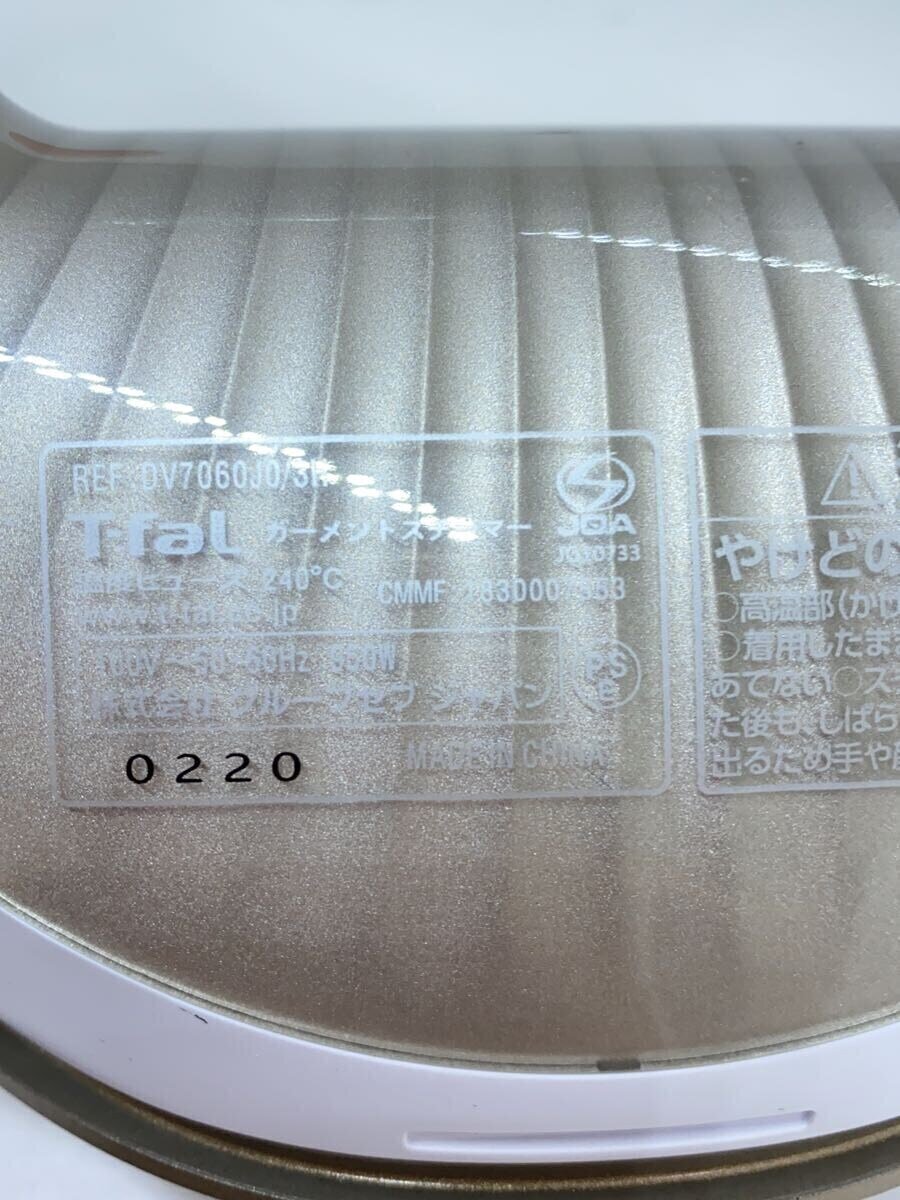 REF DV7060J0/3
JQA
JQ30733
T-fal ガーメントスチーマー
温度ヒューズ 240℃
CMMF 1830007353
www.t-fal.co.jp
100V～50-60Hz
株式会社 グループセブ ジャパン
PS
E
0220
MADE IN CHINA
やけどの
○高温部(か
○着用したまま
あてない○ス
た後も、しばら
出るため手や